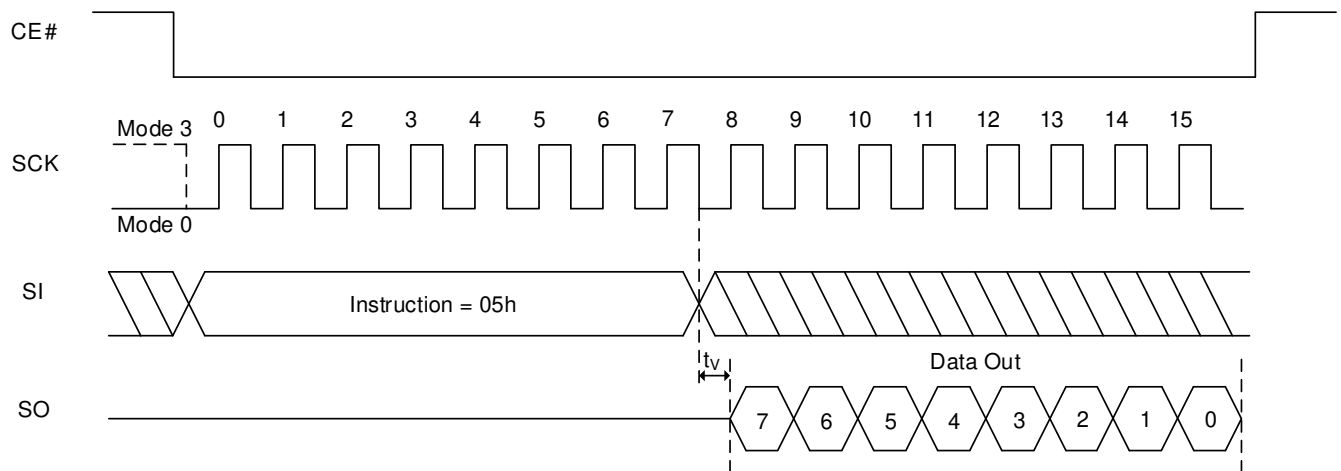 CE#
Mode 3
0 1 2 3 4 5 6 7 8 9 10 11 12 13 14 15
SCK
Mode 0
SI
Instruction = 05h
tV
Data Out
SO
7 6 5 4 3 2 1 0